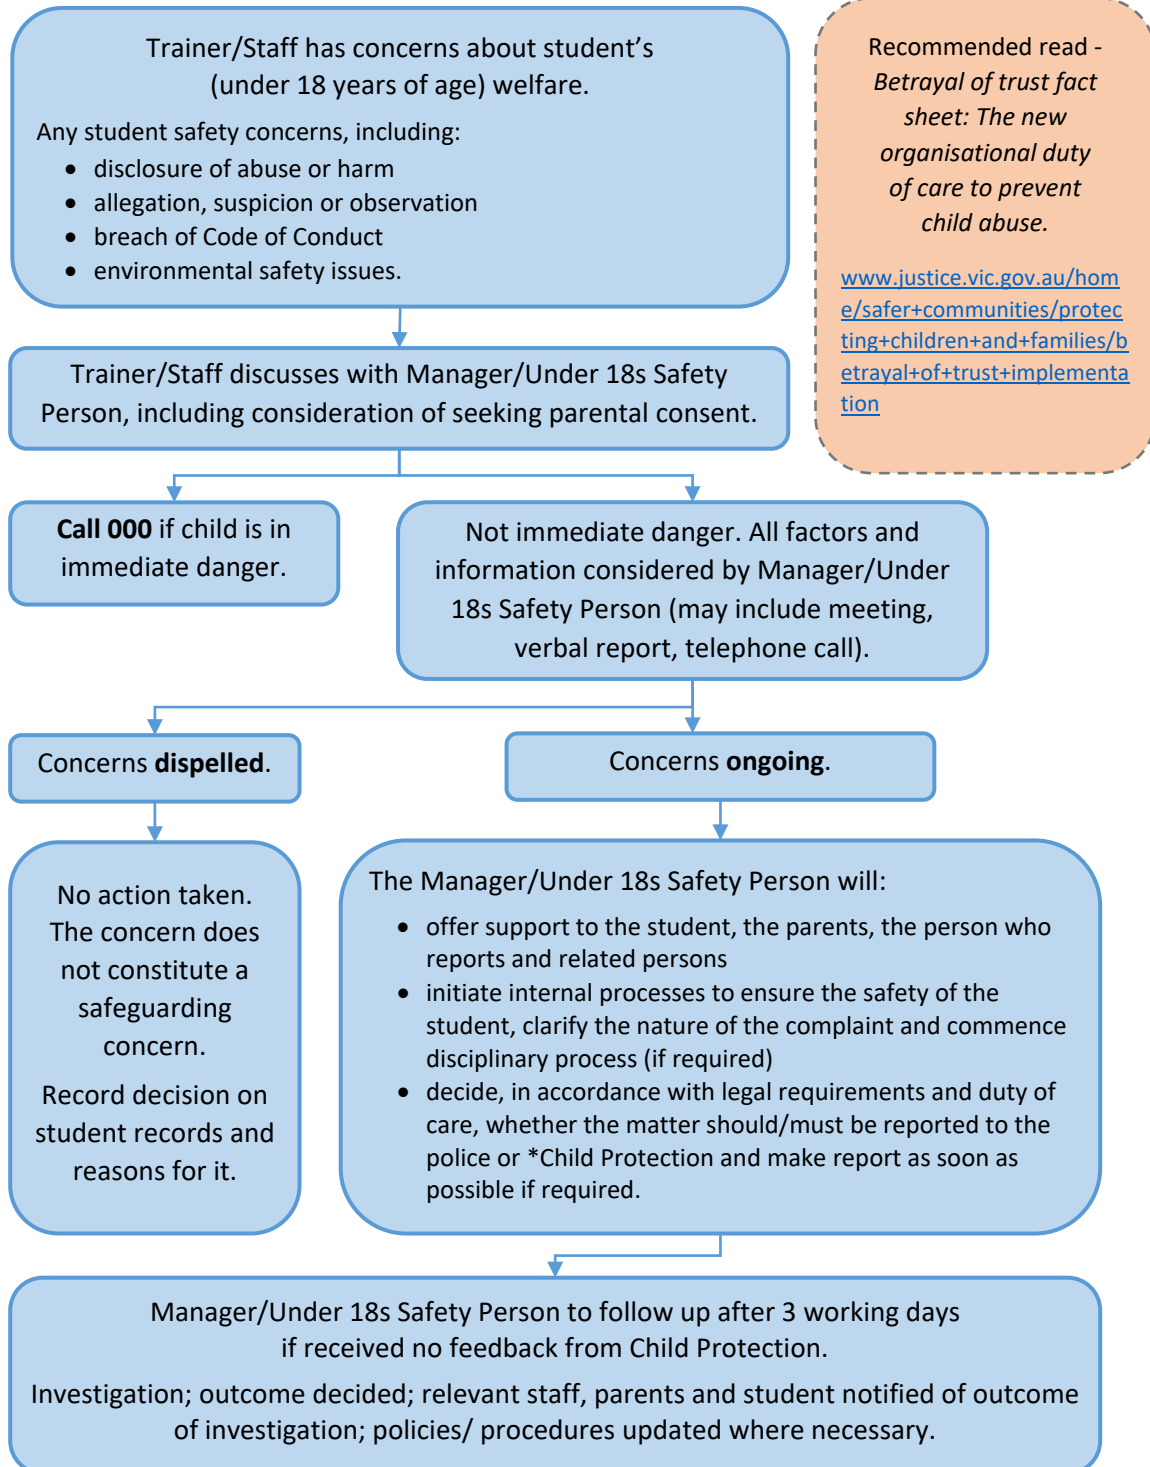 Trainer/Staff has concerns about student’s
(under 18 years of age) welfare.
Any student safety concerns, including:
• disclosure of abuse or harm
• allegation, suspicion or observation
• breach of Code of Conduct
• environmental safety issues.
Recommended read -
Betrayal of trust fact
sheet: The new
organisational duty
of care to prevent
child abuse.
www.justice.vic.gov.au/hom
e/safer+communities/protec
ting+children+and+families/b
etrayal+of+trust+implementa
tion
Trainer/Staff discusses with Manager/Under 18s Safety
Person, including consideration of seeking parental consent.
Call 000 if child is in
immediate danger.
Not immediate danger. All factors and
information considered by Manager/Under
18s Safety Person (may include meeting,
verbal report, telephone call).
Concerns dispelled.
Concerns ongoing.
No action taken.
The concern does
not constitute a
safeguarding
concern.
Record decision on
student records and
reasons for it.
The Manager/Under 18s Safety Person will:
• offer support to the student, the parents, the person who
reports and related persons
• initiate internal processes to ensure the safety of the
student, clarify the nature of the complaint and commence
disciplinary process (if required)
• decide, in accordance with legal requirements and duty of
care, whether the matter should/must be reported to the
police or *Child Protection and make report as soon as
possible if required.
Manager/Under 18s Safety Person to follow up after 3 working days
if received no feedback from Child Protection.
Investigation; outcome decided; relevant staff, parents and student notified of outcome
of investigation; policies/ procedures updated where necessary.